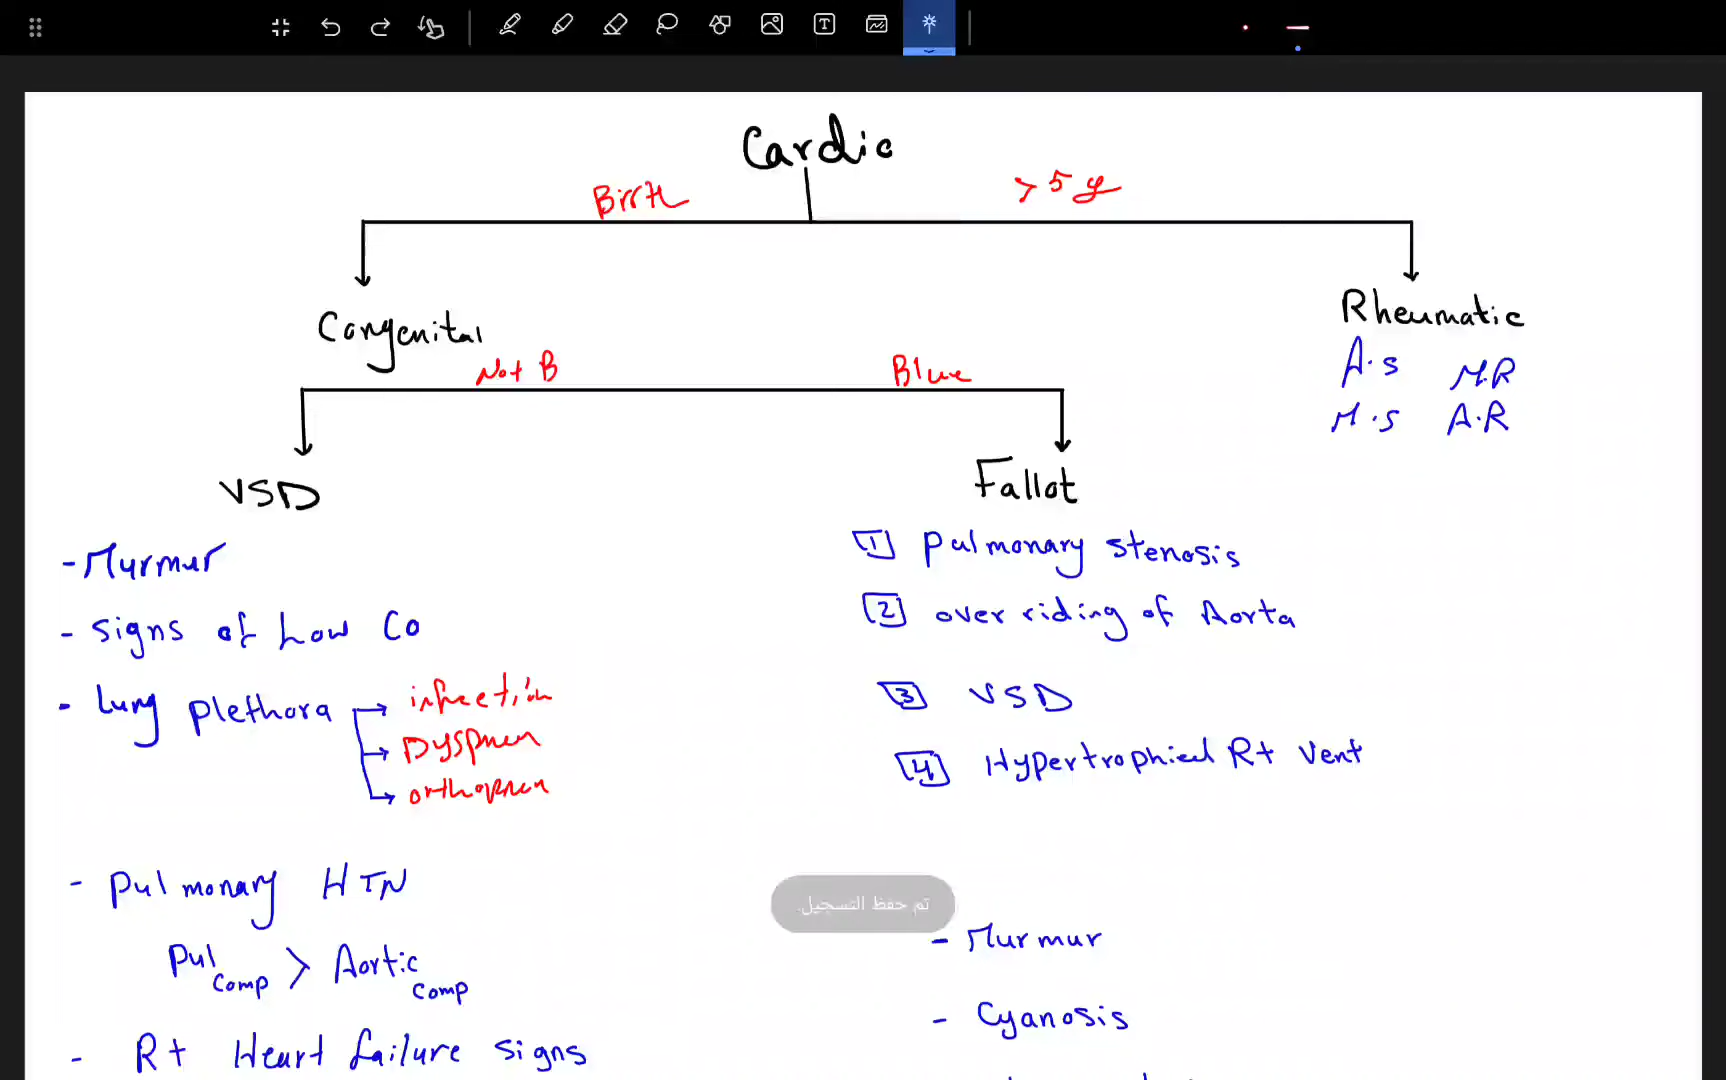 Cardic
Birth
> 5 y
Congenital
Rheumatic
A.S M.R
M.S A.R
Not B
Blue
VSD
Fallot
- Murmur
- signs of Low CO
- Lung plethora
infection
Dyspnea
orthopnea
1 pulmonary stenosis
2 over riding of Aorta
3 VSD
4 Hypertrophied Rt Vent
- pulmonary HTN
Pul comp > Aortic comp
- Rt Heart failure signs
تم حفظ التسجيل.
- Murmur
- Cyanosis